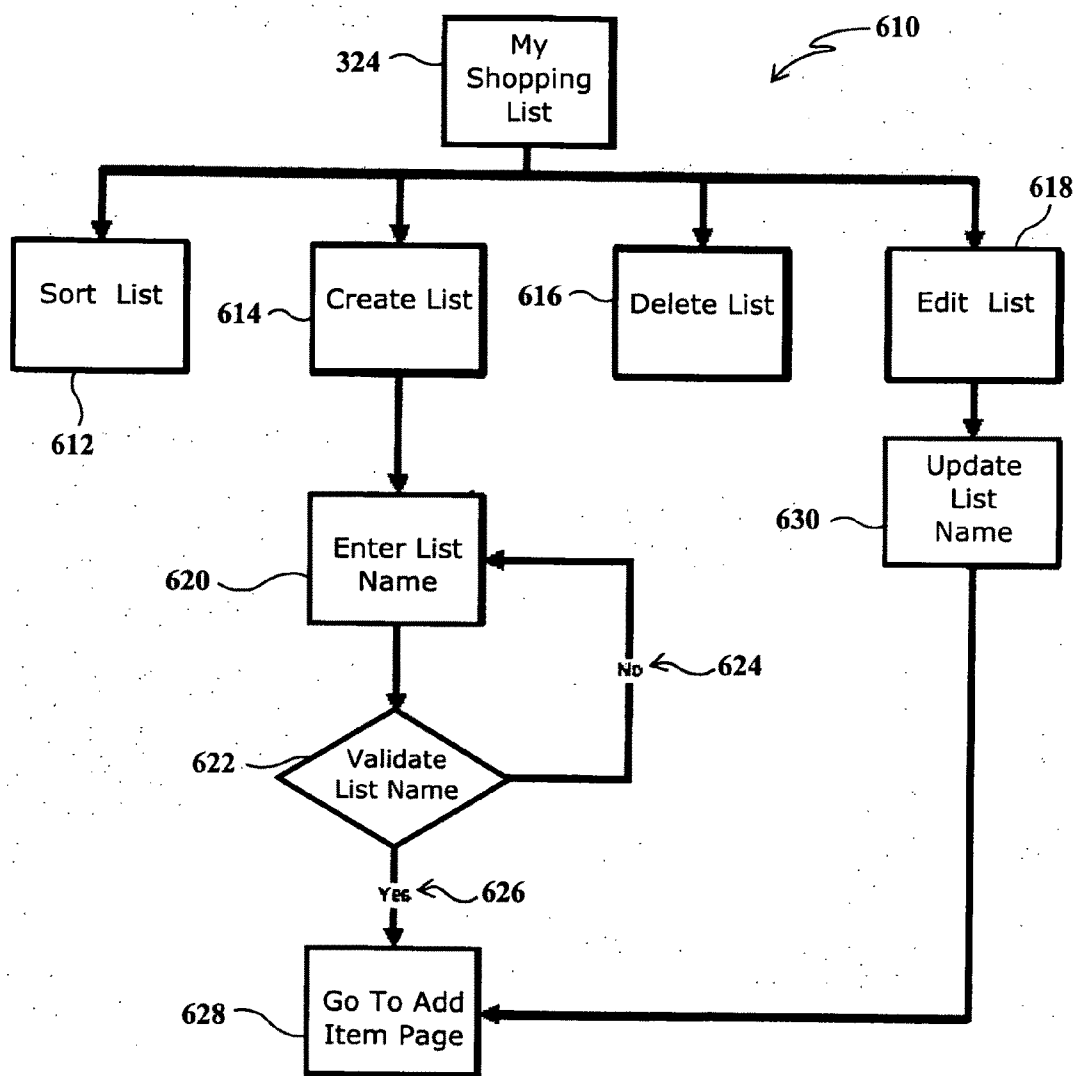 610
324
My
Shopping
List
618
Sort List
614
Create List
616
Delete List
Edit List
612
620
Enter List
Name
630
Update
List
Name
No
624
622
Validate
List Name
Yes
626
628
Go To Add
Item Page